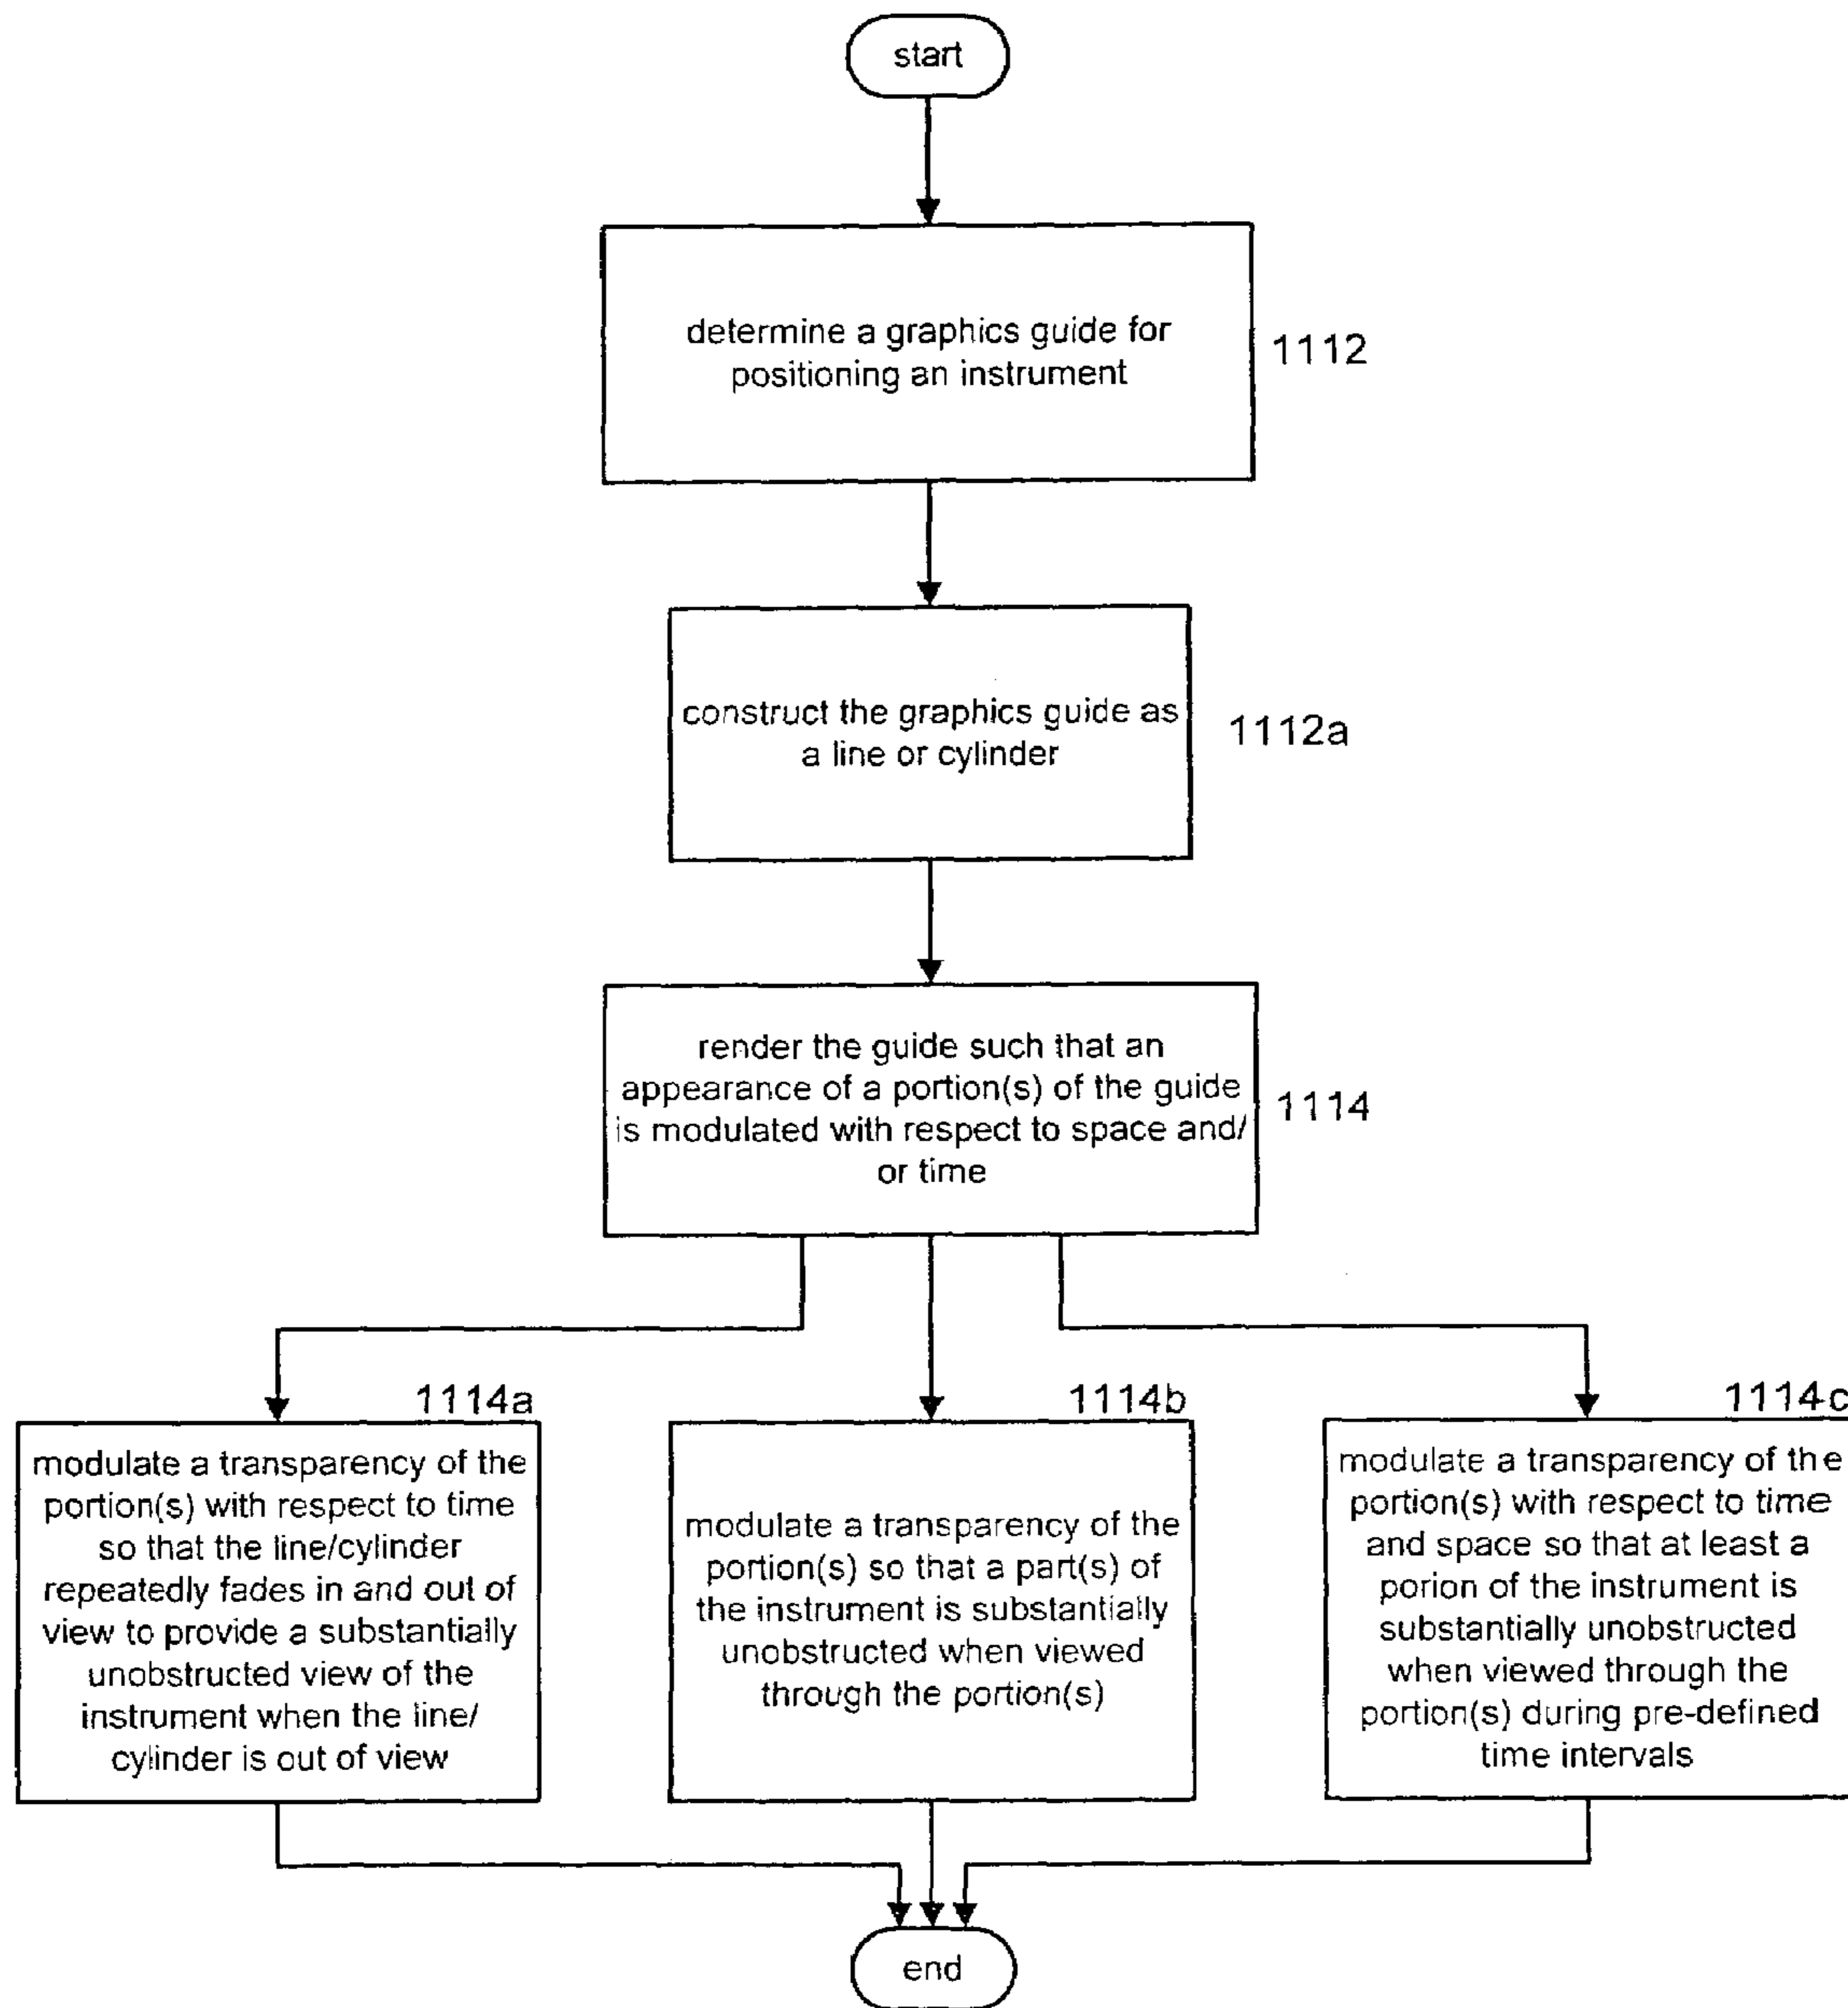 start
determine a graphics guide for
positioning an instrument
1112
construct the graphics guide as
a line or cylinder
1112a
render the guide such that an
appearance of a portion(s) of the guide
is modulated with respect to space and/
or time
1114
1114a
modulate a transparency of the
portion(s) with respect to time
so that the line/cylinder
repeatedly fades in and out of
view to provide a substantially
unobstructed view of the
instrument when the line/
cylinder is out of view
1114b
modulate a transparency of the
portion(s) so that a part(s) of
the instrument is substantially
unobstructed when viewed
through the portion(s)
1114c
modulate a transparency of the
portion(s) with respect to time
and space so that at least a
porion of the instrument is
substantially unobstructed
when viewed through the
portion(s) during pre-defined
time intervals
end